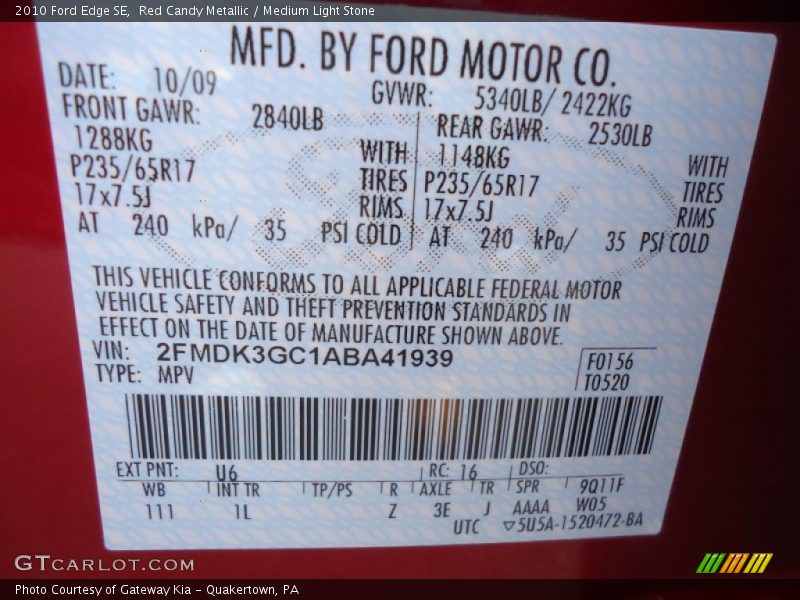 2010 Ford Edge SE,  Red Candy Metallic / Medium Light Stone
MFD. BY FORD MOTOR CO.
DATE: 10/09 GVWR: 5340LB/ 2422KG
FRONT GAWR: 2840LB REAR GAWR: 2530LB
1288KG WITH 1148KG WITH
P235/65R17 TIRES P235/65R17 TIRES
17x7.5J RIMS 17x7.5J RIMS
AT 240 kPa/ 35 PSI COLD AT 240 kPa/ 35 PSI COLD
THIS VEHICLE CONFORMS TO ALL APPLICABLE FEDERAL MOTOR
VEHICLE SAFETY AND THEFT PREVENTION STANDARDS IN
EFFECT ON THE DATE OF MANUFACTURE SHOWN ABOVE.
VIN: 2FMDK3GC1ABA41939 F0156
TYPE: MPV T0520
EXT PNT: U6 RC: 16 DSO:
WB INT TR TP/PS R AXLE TR SPR 9Q11F
111 1L Z 3E J AAAA W05
UTC ▽5U5A-1520472-BA
GTCARLOT.COM
Photo Courtesy of Gateway Kia - Quakertown, PA